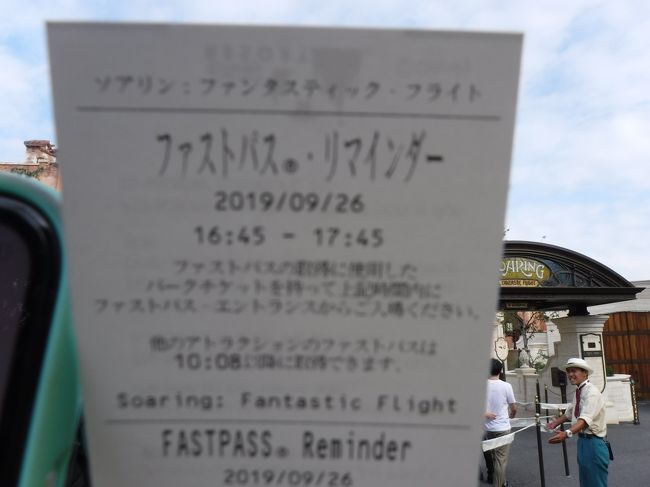 ソアリン：ファンタスティック・フライト
ファストパス®・リマインダー
2019/09/26
16:45 - 17:45
ファストパスの取得に使用した
パークチケットを持って上記時間内に
ファストパス・エントランスからご入場ください。
他のアトラクションのファストパスは
10:08以降に取得できます。
Soaring: Fantastic Flight
FASTPASS® Reminder
2019/09/26
SOARING
FANTASTIC FLIGHT